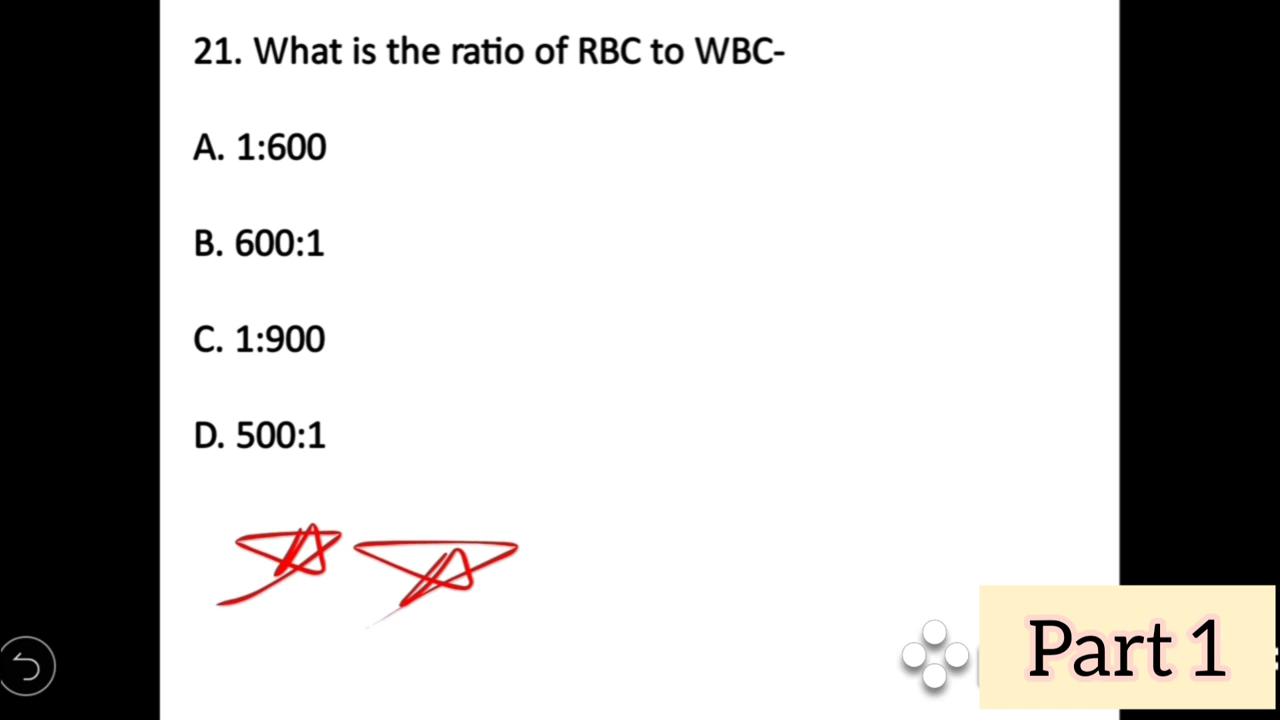 21. What is the ratio of RBC to WBC-
A. 1:600
B. 600:1
C. 1:900
D. 500:1
Part 1